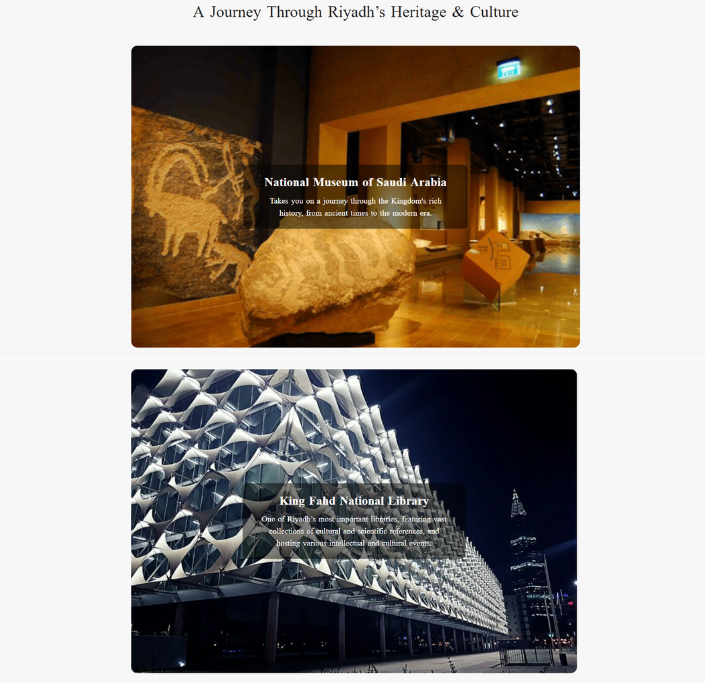 A Journey Through Riyadh's Heritage & Culture
National Museum of Saudi Arabia
Takes you on a journey through the Kingdom's rich
history, from ancient times to the modern era.
King Fahd National Library
One of Riyadh's most important libraries, featuring vast
collections of cultural and scientific references, and
hosting various intellectual and cultural events.